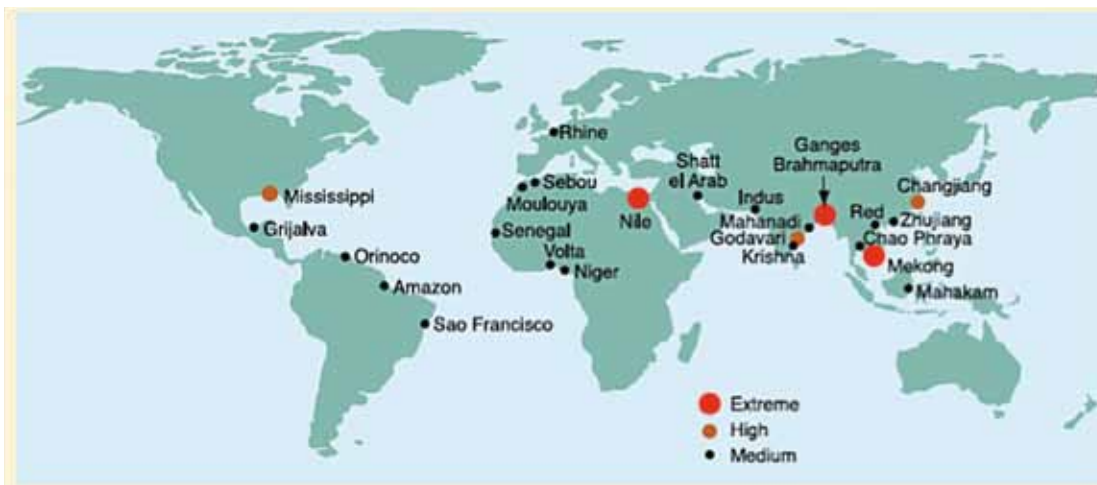 Rhine
Ganges
Brahmaputra
Shatt
el Arab
Sebou
Moulouya
Mississippi
Nile
Indus
Changjiang
Grijalva
Senegal
Mahanadi
Red
Zhujiang
Godavari
Chao Phraya
Volta
Krishna
Orinoco
Niger
Mekong
Amazon
Mahakam
Sao Francisco
Extreme
High
Medium